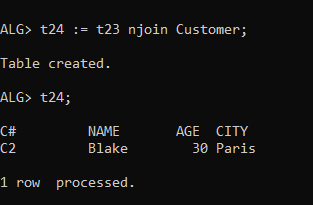 ALG> t24 := t23 njoin Customer;
Table created.
ALG> t24;
C# NAME AGE CITY
C2 Blake 30 Paris
1 row processed.